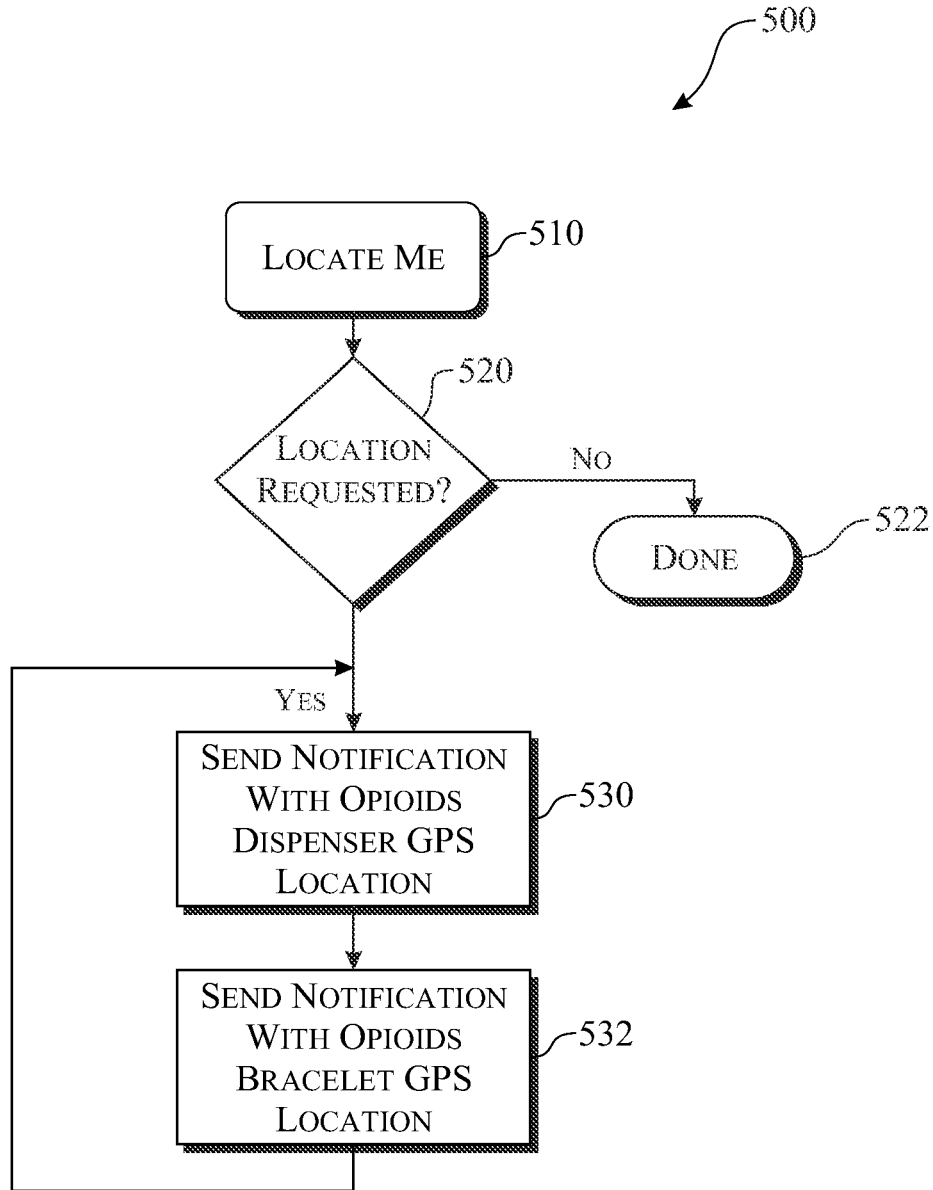 500
LOCATE ME
510
520
LOCATION
REQUESTED?
NO
DONE
522
YES
SEND NOTIFICATION
WITH OPIOIDS
DISPENSER GPS
LOCATION
530
SEND NOTIFICATION
WITH OPIOIDS
BRACELET GPS
LOCATION
532